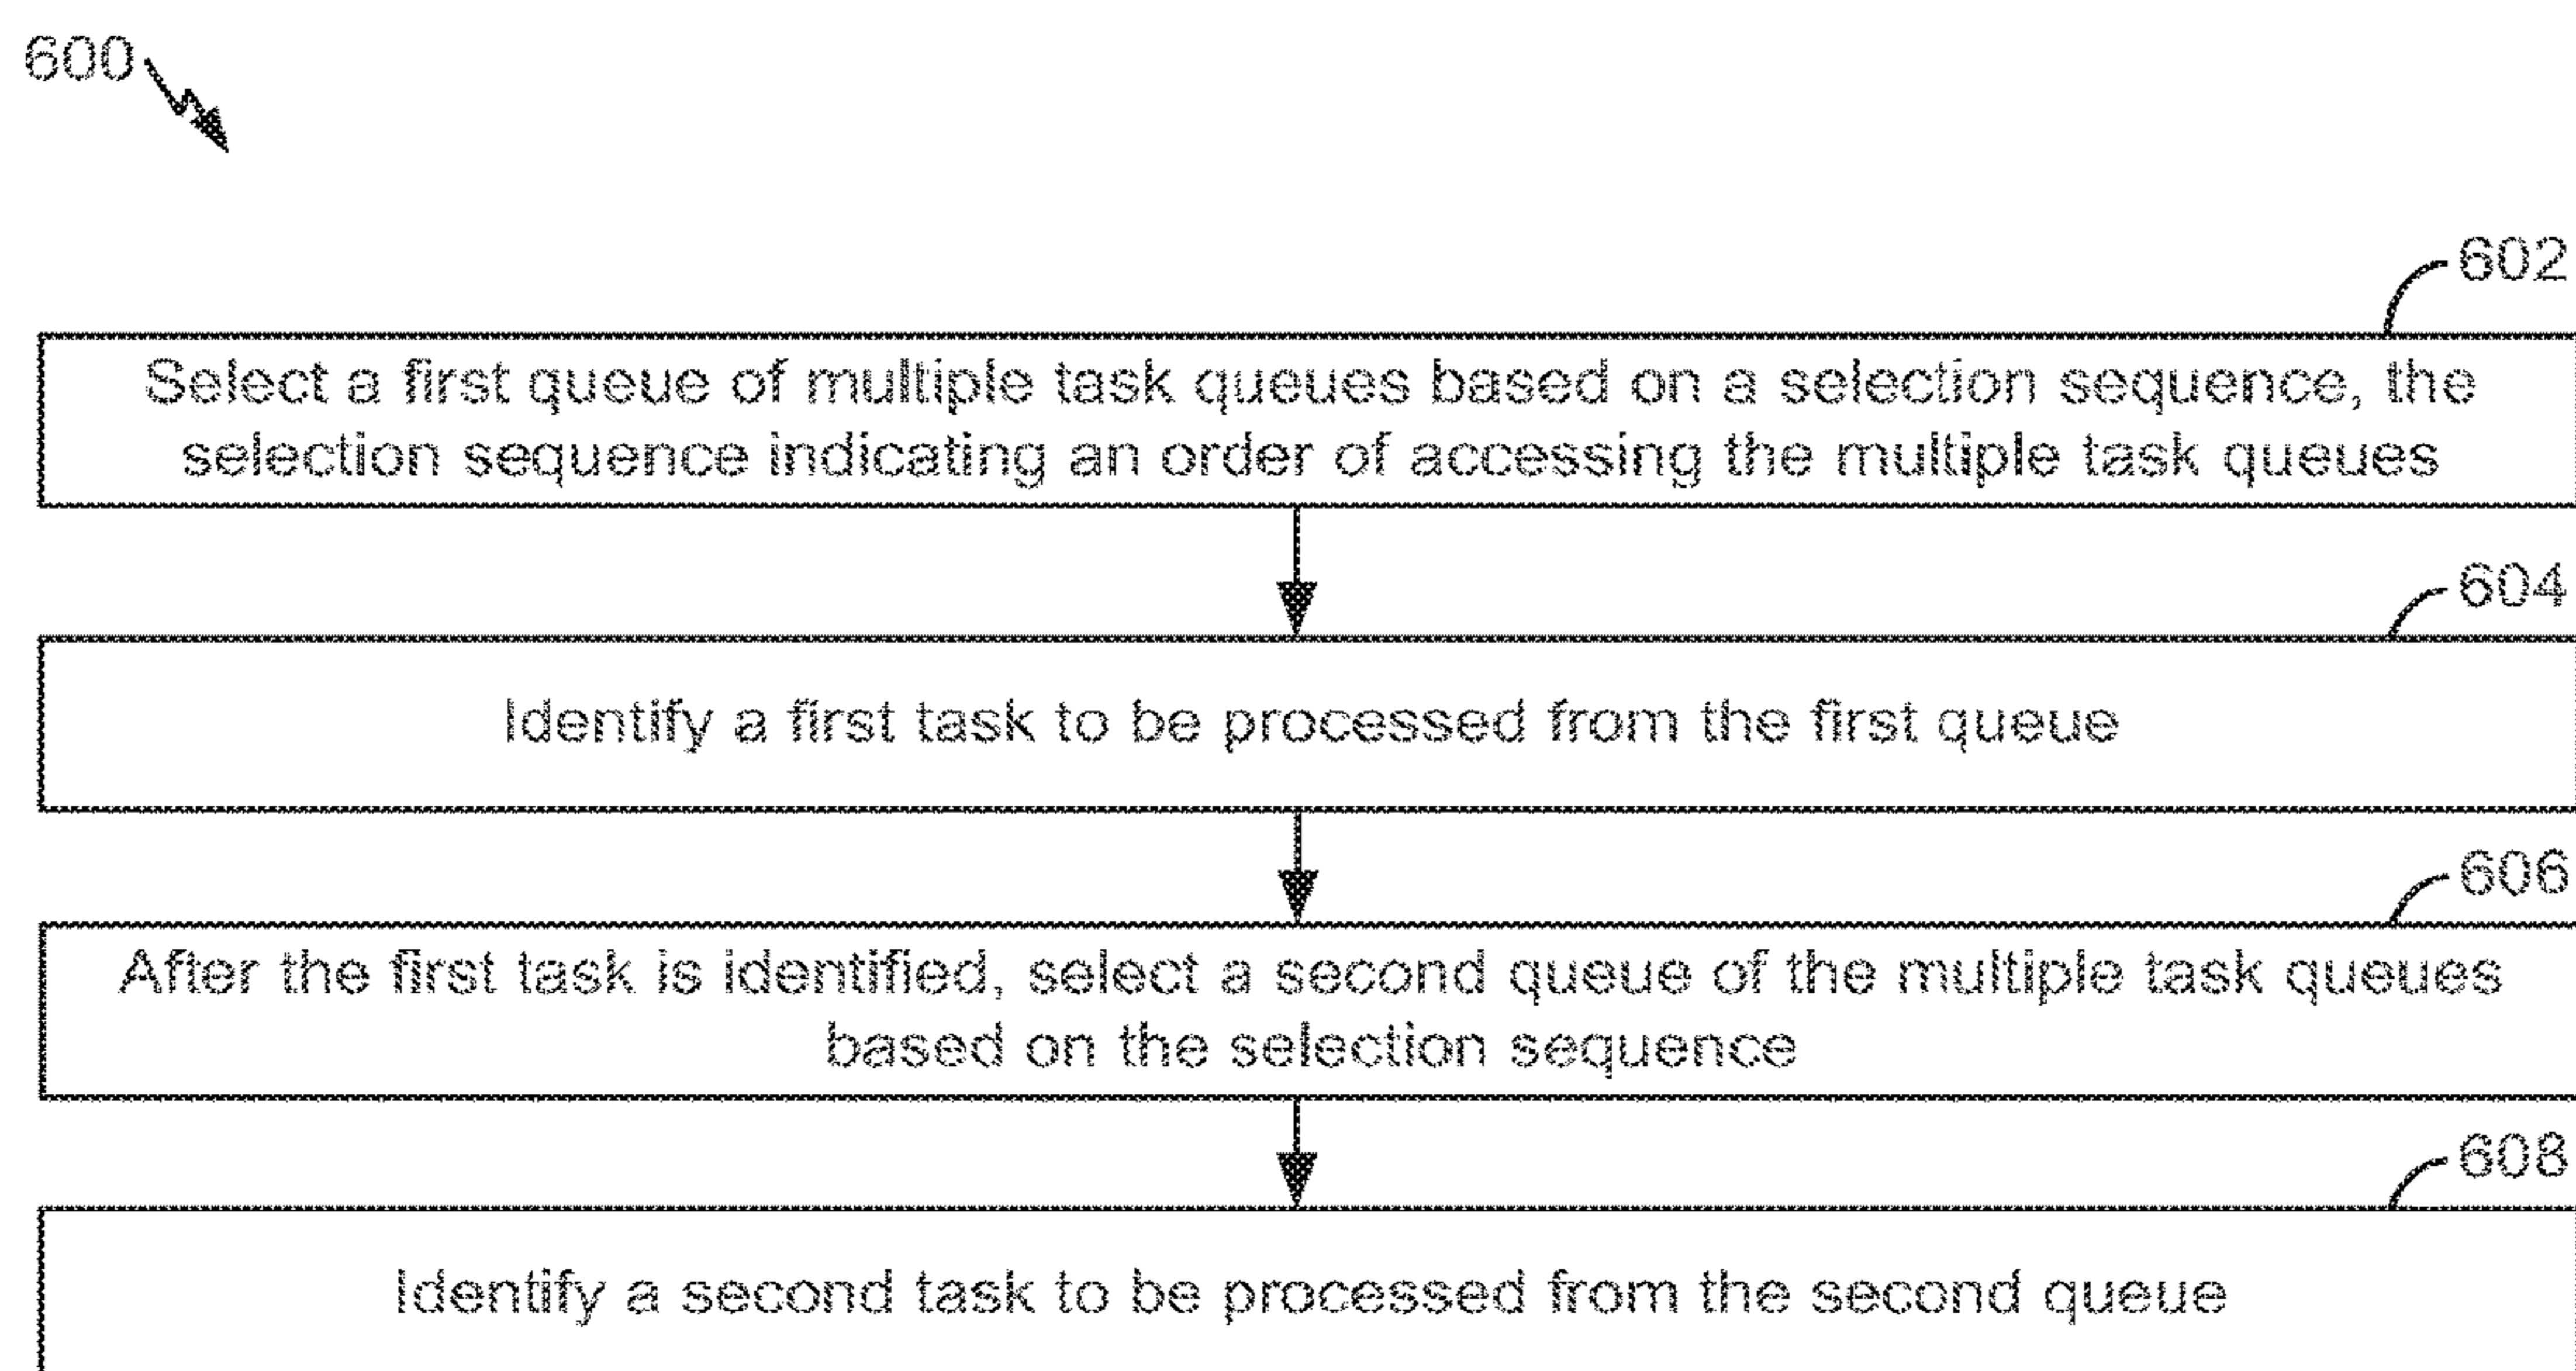 600
602
Select a first queue of multiple task queues based on a selection sequence, the
selection sequence indicating an order of accessing the multiple task queues
604
Identify a first task to be processed from the first queue
606
After the first task is identified, select a second queue of the multiple task queues
based on the selection sequence
608
Identify a second task to be processed from the second queue